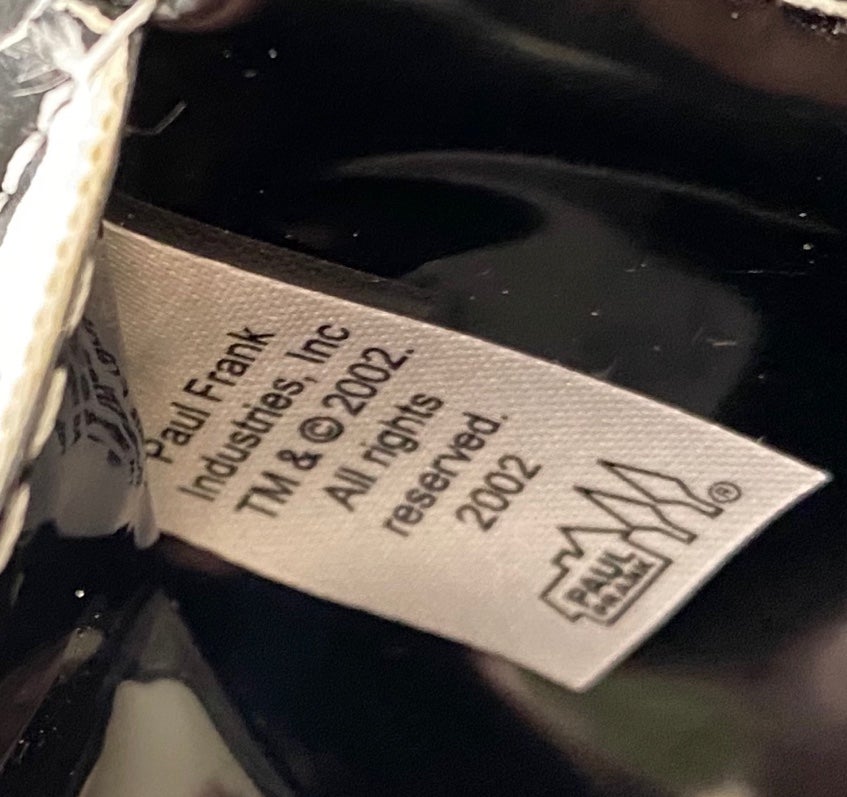 Paul Frank
Industries, Inc
TM & © 2002.
All rights
reserved.
2002
PAUL
FRANK
®